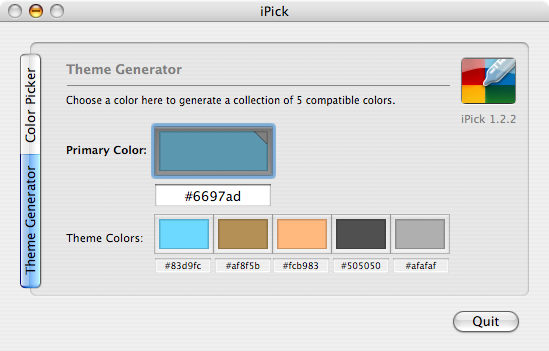 iPick
Color Picker
Theme Generator
Theme Generator
Choose a color here to generate a collection of 5 compatible colors.
iPick 1.2.2
Primary Color:
#6697ad
Theme Colors:
#83d9fc #af8f5b #fcb983 #505050 #afafaf
Quit